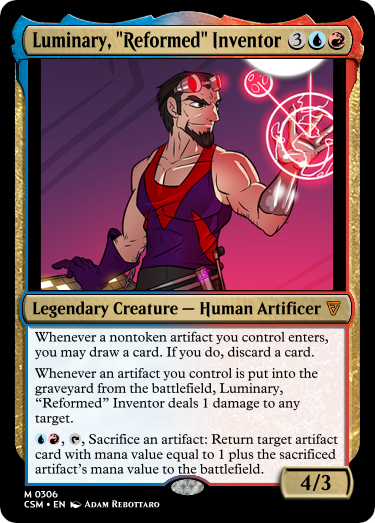 Luminary, "Reformed" Inventor 3
Legendary Creature — Human Artificer
Whenever a nontoken artifact you control enters,
you may draw a card. If you do, discard a card.
Whenever an artifact you control is put into the
graveyard from the battlefield, Luminary,
“Reformed” Inventor deals 1 damage to any
target.
, , Sacrifice an artifact: Return target artifact
card with mana value equal to 1 plus the sacrificed
artifact’s mana value to the battlefield.
4/3
M 0306
CSM • EN Adam Rebottaro